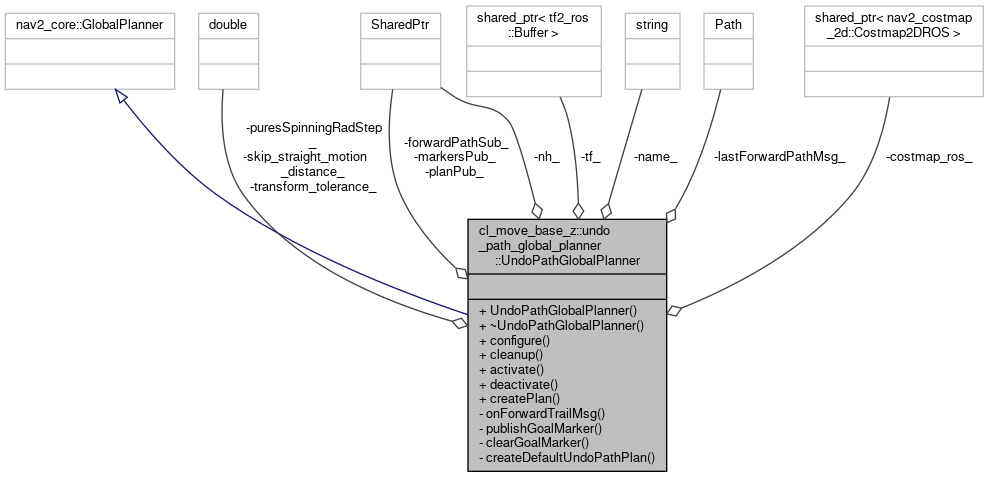 nav2_core::GlobalPlanner
double
SharedPtr
shared_ptr< tf2_ros
::Buffer >
string
Path
shared_ptr< nav2_costmap
_2d::Costmap2DROS >
-puresSpinningRadStep
_
-skip_straight_motion
_distance_
-transform_tolerance_
-forwardPathSub_
-markersPub_
-planPub_
-nh_
-tf_
-name_
-lastForwardPathMsg_
-costmap_ros_
cl_move_base_z::undo
_path_global_planner
::UndoPathGlobalPlanner
+ UndoPathGlobalPlanner()
+ ~UndoPathGlobalPlanner()
+ configure()
+ cleanup()
+ activate()
+ deactivate()
+ createPlan()
- onForwardTrailMsg()
- publishGoalMarker()
- clearGoalMarker()
- createDefaultUndoPathPlan()